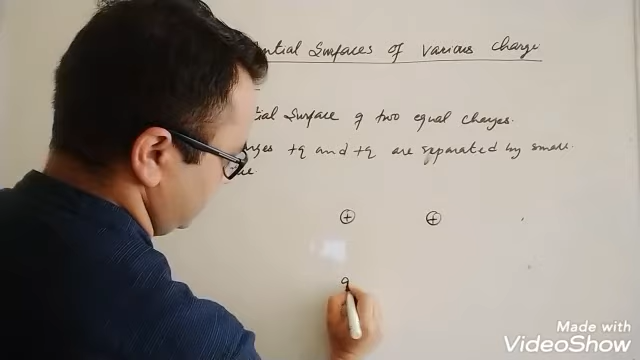 ntial Surfaces of various charge
tial Surface of two equal charges.
rges +q and +q are separated by small
+ +
q
Made with
VideoShow